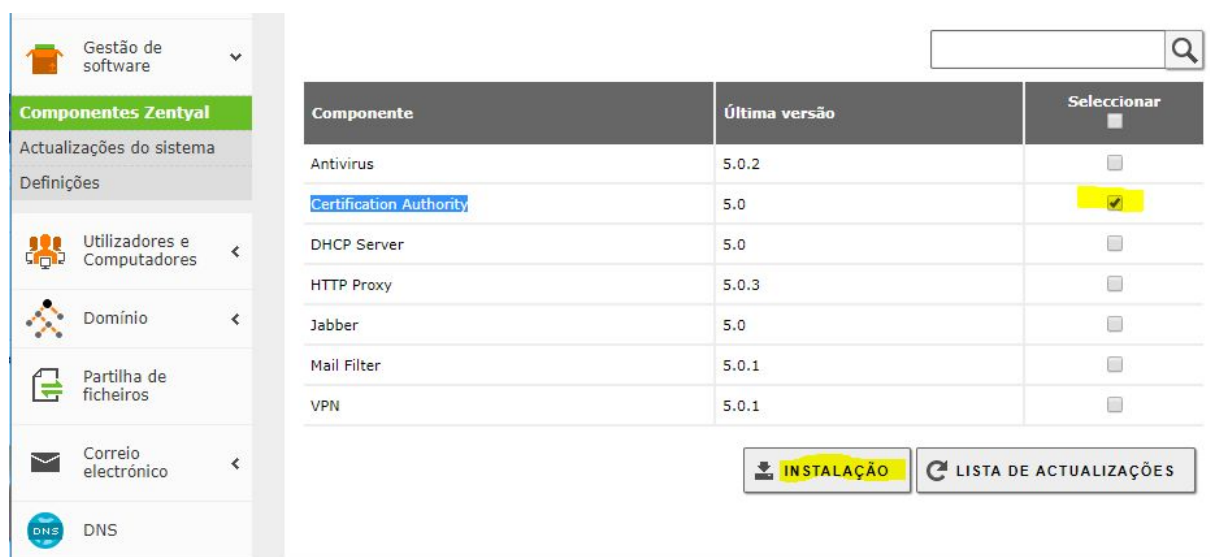 Gestão de
software
Componentes Zentyal
Actualizações do sistema
Definições
Utilizadores e
Computadores
Domínio
Partilha de
ficheiros
Correio
electrónico
DNS
DNS
Componente Última versão Seleccionar
Antivirus 5.0.2
Certification Authority 5.0
DHCP Server 5.0
HTTP Proxy 5.0.3
Jabber 5.0
Mail Filter 5.0.1
VPN 5.0.1
INSTALAÇÃO LISTA DE ACTUALIZAÇÕES